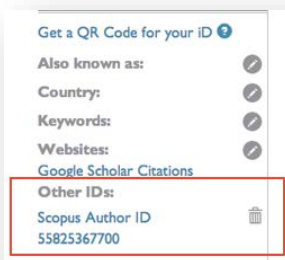 Get a QR Code for your iD ?
Also known as:
Country:
Keywords:
Websites:
Google Scholar Citations
Other IDs:
Scopus Author ID
55825367700